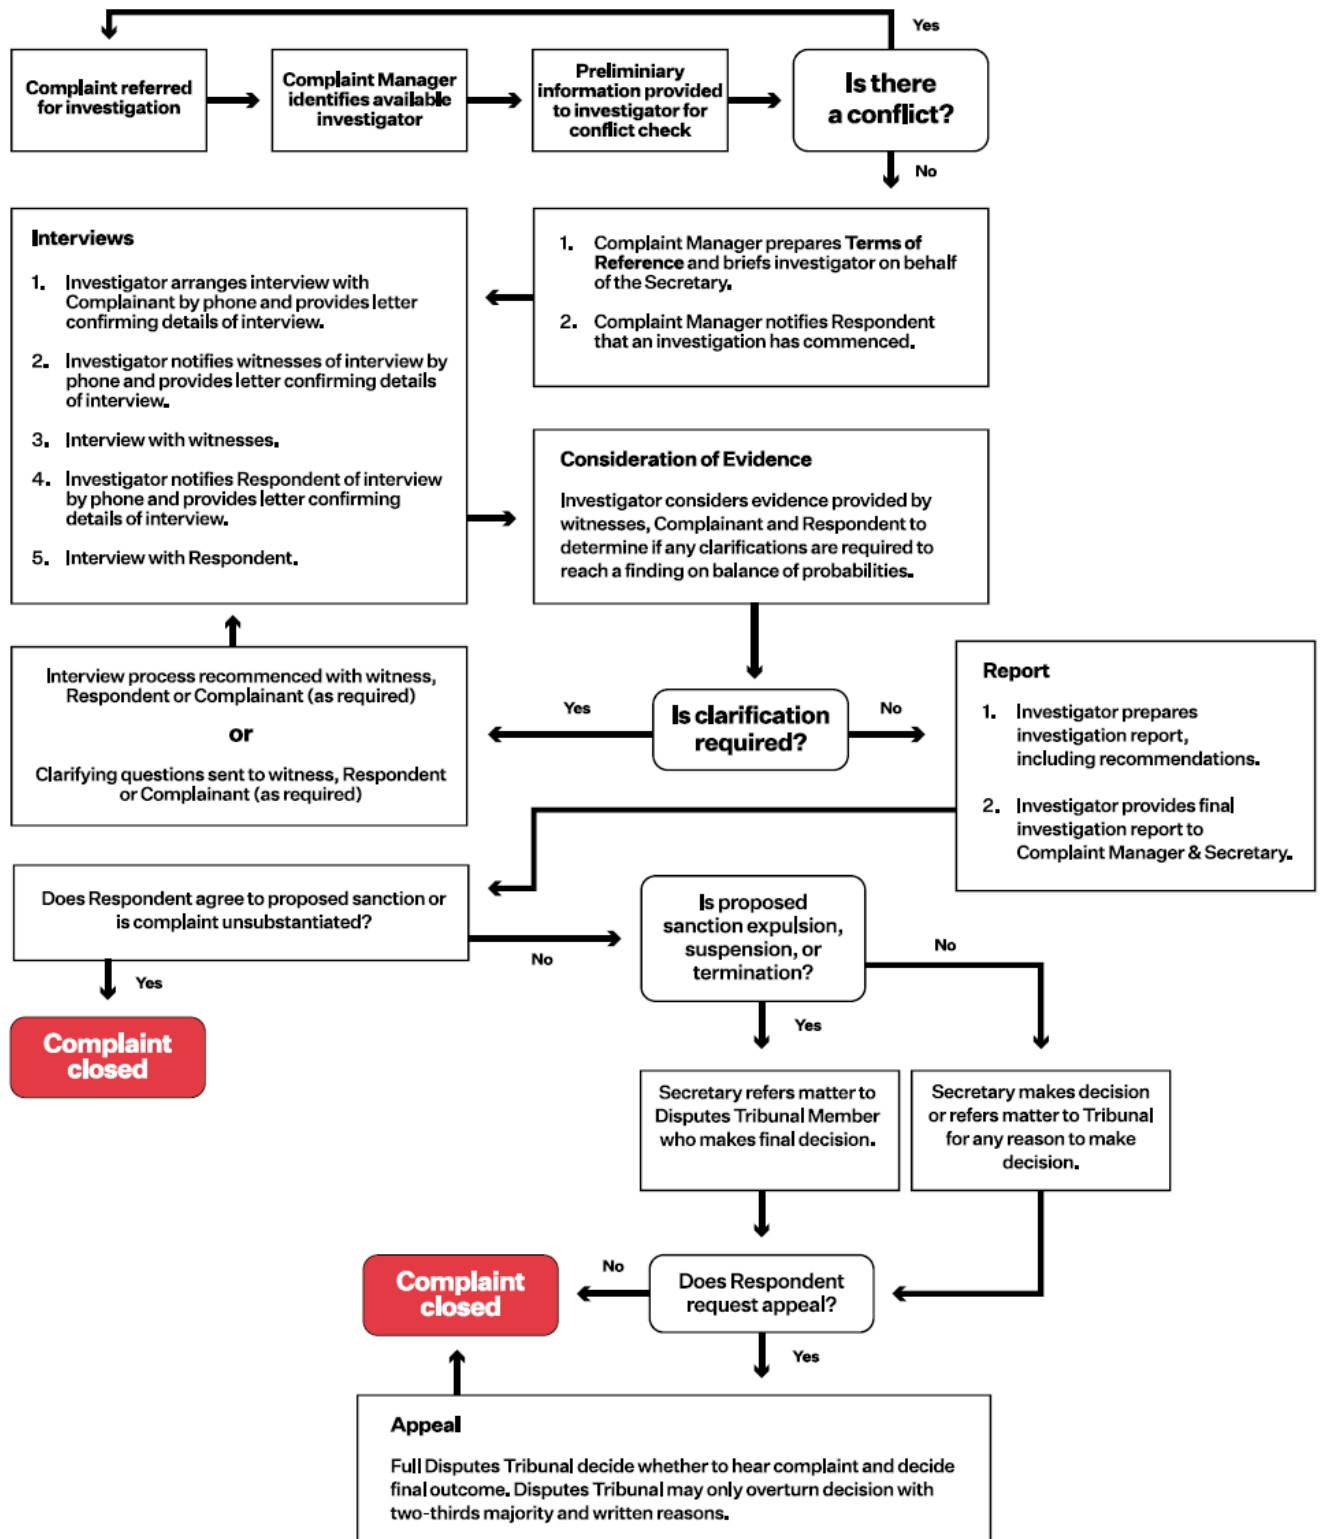 Yes
Complaint referred
for investigation
Complaint Manager
identifies available
investigator
Preliminiary
information provided
to investigator for
conflict check
Is there
a conflict?
No
1. Complaint Manager prepares Terms of
Reference and briefs investigator on behalf
of the Secretary.
2. Complaint Manager notifies Respondent
that an investigation has commenced.
Interviews
1. Investigator arranges interview with
Complainant by phone and provides letter
confirming details of interview.
2. Investigator notifies witnesses of interview by
phone and provides letter confirming details
of interview.
3. Interview with witnesses.
4. Investigator notifies Respondent of interview
by phone and provides letter confirming
details of interview.
5. Interview with Respondent.
Consideration of Evidence
Investigator considers evidence provided by
witnesses, Complainant and Respondent to
determine if any clarifications are required to
reach a finding on balance of probabilities.
Is clarification
required?
Yes
No
Interview process recommenced with witness,
Respondent or Complainant (as required)
or
Clarifying questions sent to witness, Respondent
or Complainant (as required)
Report
1. Investigator prepares
investigation report,
including recommendations.
2. Investigator provides final
investigation report to
Complaint Manager & Secretary.
Does Respondent agree to proposed sanction or
is complaint unsubstantiated?
Yes
No
Complaint
closed
Is proposed
sanction expulsion,
suspension, or
termination?
No
Yes
Secretary refers matter to
Disputes Tribunal Member
who makes final decision.
Secretary makes decision
or refers matter to Tribunal
for any reason to make
decision.
Does Respondent
request appeal?
No
Complaint
closed
Yes
Appeal
Full Disputes Tribunal decide whether to hear complaint and decide
final outcome. Disputes Tribunal may only overturn decision with
two-thirds majority and written reasons.